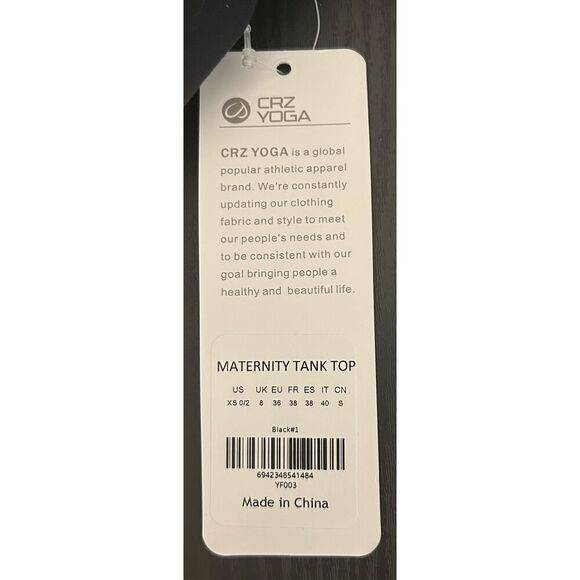 CRZ
YOGA
CRZ YOGA is a global
popular athletic apparel
brand. We're constantly
updating our clothing
fabric and style to meet
our people's needs and
to be consistent with our
goal bringing people a
healthy and beautiful life.
MATERNITY TANK TOP
US UK EU FR ES IT CN
XS 0/2 8 36 38 38 40 S
Black#1
6942348541484
YF003
Made in China